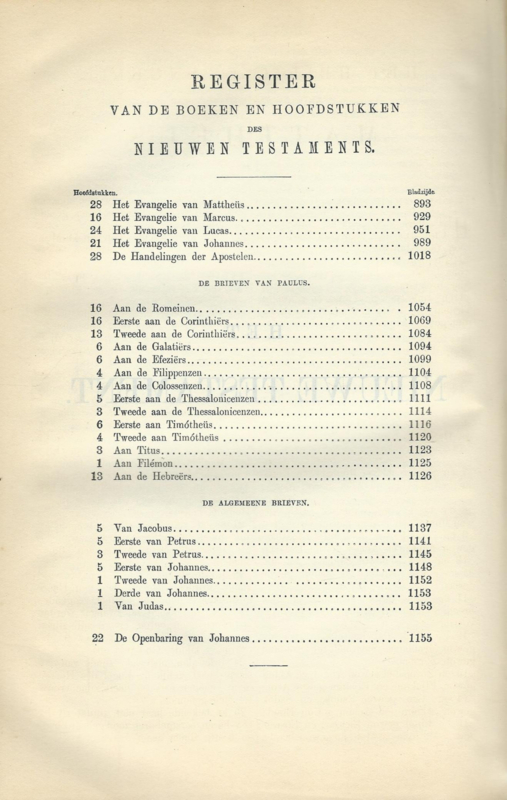 REGISTER
VAN DE BOEKEN EN HOOFDSTUKKEN
DES
NIEUWEN TESTAMENTS.
Hoofdstukken. Bladzijde
28 Het Evangelie van Mattheüs 893
16 Het Evangelie van Marcus 929
24 Het Evangelie van Lucas 951
21 Het Evangelie van Johannes 989
28 De Handelingen der Apostelen 1018
DE BRIEVEN VAN PAULUS.
16 Aan de Romeinen 1054
16 Eerste aan de Corinthiërs 1069
13 Tweede aan de Corinthiërs 1084
6 Aan de Galatiërs 1094
6 Aan de Efeziërs 1099
4 Aan de Filippenzen 1104
4 Aan de Colossenzen 1108
5 Eerste aan de Thessalonicenzen 1111
3 Tweede aan de Thessalonicenzen 1114
6 Eerste aan Timótheüs 1116
4 Tweede aan Timótheüs 1120
3 Aan Titus 1123
1 Aan Filémon 1125
13 Aan de Hebreërs 1126
DE ALGEMEENE BRIEVEN.
5 Van Jacobus 1137
5 Eerste van Petrus 1141
3 Tweede van Petrus 1145
5 Eerste van Johannes 1148
1 Tweede van Johannes 1152
1 Derde van Johannes 1153
1 Van Judas 1153
22 De Openbaring van Johannes 1155